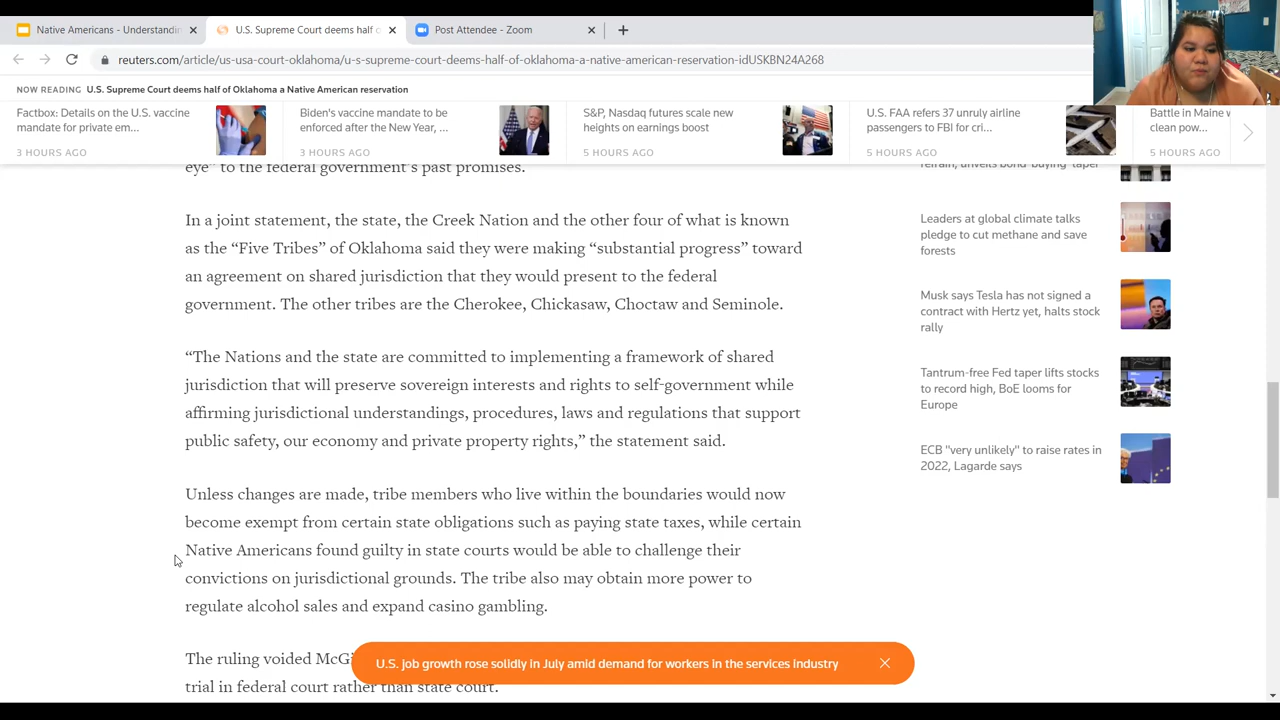 Native Americans - Understandin
U.S. Supreme Court deems half o
Post Attendee - Zoom
reuters.com/article/us-usa-court-oklahoma/u-s-supreme-court-deems-half-of-oklahoma-a-native-american-reservation-idUSKBN24A268
NOW READING U.S. Supreme Court deems half of Oklahoma a Native American reservation
Factbox: Details on the U.S. vaccine
mandate for private em...
3 HOURS AGO
Biden's vaccine mandate to be
enforced after the New Year, ...
3 HOURS AGO
S&P, Nasdaq futures scale new
heights on earnings boost
5 HOURS AGO
U.S. FAA refers 37 unruly airline
passengers to FBI for cri...
5 HOURS AGO
Battle in Maine
clean pow...
5 HOURS AGO
eye” to the federal government’s past promises.
In a joint statement, the state, the Creek Nation and the other four of what is known
as the “Five Tribes” of Oklahoma said they were making “substantial progress” toward
an agreement on shared jurisdiction that they would present to the federal
government. The other tribes are the Cherokee, Chickasaw, Choctaw and Seminole.
“The Nations and the state are committed to implementing a framework of shared
jurisdiction that will preserve sovereign interests and rights to self-government while
affirming jurisdictional understandings, procedures, laws and regulations that support
public safety, our economy and private property rights,” the statement said.
Unless changes are made, tribe members who live within the boundaries would now
become exempt from certain state obligations such as paying state taxes, while certain
Native Americans found guilty in state courts would be able to challenge their
convictions on jurisdictional grounds. The tribe also may obtain more power to
regulate alcohol sales and expand casino gambling.
The ruling voided McGi
trial in federal court rather than state court.
U.S. job growth rose solidly in July amid demand for workers in the services industry
refrain, unveils bond-buying taper
Leaders at global climate talks
pledge to cut methane and save
forests
Musk says Tesla has not signed a
contract with Hertz yet, halts stock
rally
Tantrum-free Fed taper lifts stocks
to record high, BoE looms for
Europe
ECB "very unlikely" to raise rates in
2022, Lagarde says